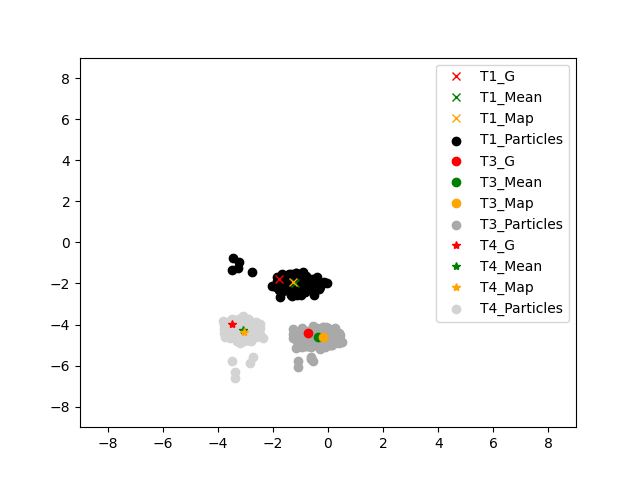 8
6
4
2
0
−2
−4
−6
−8
−8 −6 −4 −2 0 2 4 6 8
T1_G
T1_Mean
T1_Map
T1_Particles
T3_G
T3_Mean
T3_Map
T3_Particles
T4_G
T4_Mean
T4_Map
T4_Particles